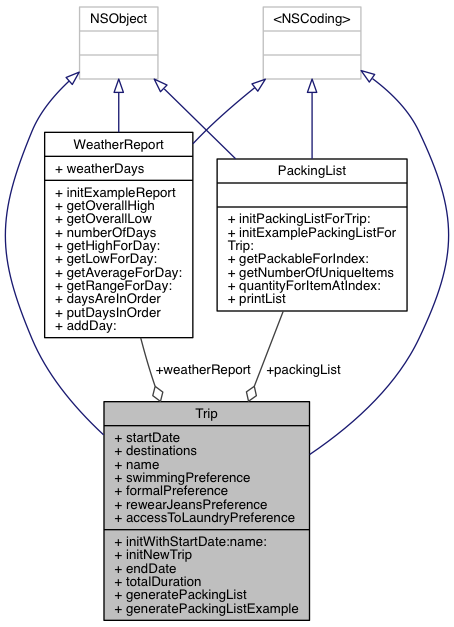 NSObject
<NSCoding>
WeatherReport
+ weatherDays
+ initExampleReport
+ getOverallHigh
+ getOverallLow
+ numberOfDays
+ getHighForDay:
+ getLowForDay:
+ getAverageForDay:
+ getRangeForDay:
+ daysAreInOrder
+ putDaysInOrder
+ addDay:
PackingList
+ initPackingListForTrip:
+ initExamplePackingListFor
Trip:
+ getPackableForIndex:
+ getNumberOfUniqueItems
+ quantityForItemAtIndex:
+ printList
+weatherReport
+packingList
Trip
+ startDate
+ destinations
+ name
+ swimmingPreference
+ formalPreference
+ rewearJeansPreference
+ accessToLaundryPreference
+ initWithStartDate:name:
+ initNewTrip
+ endDate
+ totalDuration
+ generatePackingList
+ generatePackingListExample